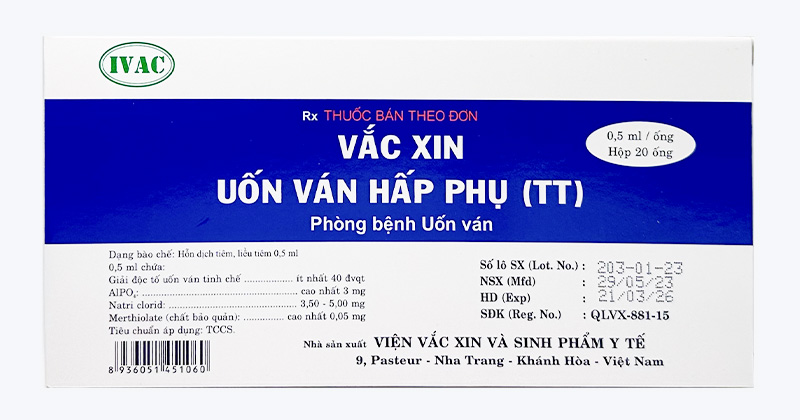 IVAC
Rx THUỐC BÁN THEO ĐƠN
VẮC XIN
UỐN VÁN HẤP PHỤ (TT)
Phòng bệnh Uốn ván
0,5 ml / ống
Hộp 20 ống
Dạng bào chế: Hỗn dịch tiêm, liều tiêm 0,5 ml
0,5 ml chứa:
Giải độc tố uốn ván tinh chế ................ ít nhất 40 đvqt
AlPO₄: ........................................ cao nhất 3 mg
Natri clorid: ........................... 3,50 - 5,00 mg
Merthiolate (chất bảo quản): .............. cao nhất 0,05 mg
Tiêu chuẩn áp dụng: TCCS.
8 936051 451060
Số lô SX (Lot. No.) : 203-01-23
NSX (Mfd) : 29/05/23
HD (Exp) : 21/03/26
SĐK (Reg. No.) : QLVX-881-15
Nhà sản xuất VIỆN VẮC XIN VÀ SINH PHẨM Y TẾ
9, Pasteur - Nha Trang - Khánh Hòa - Việt Nam